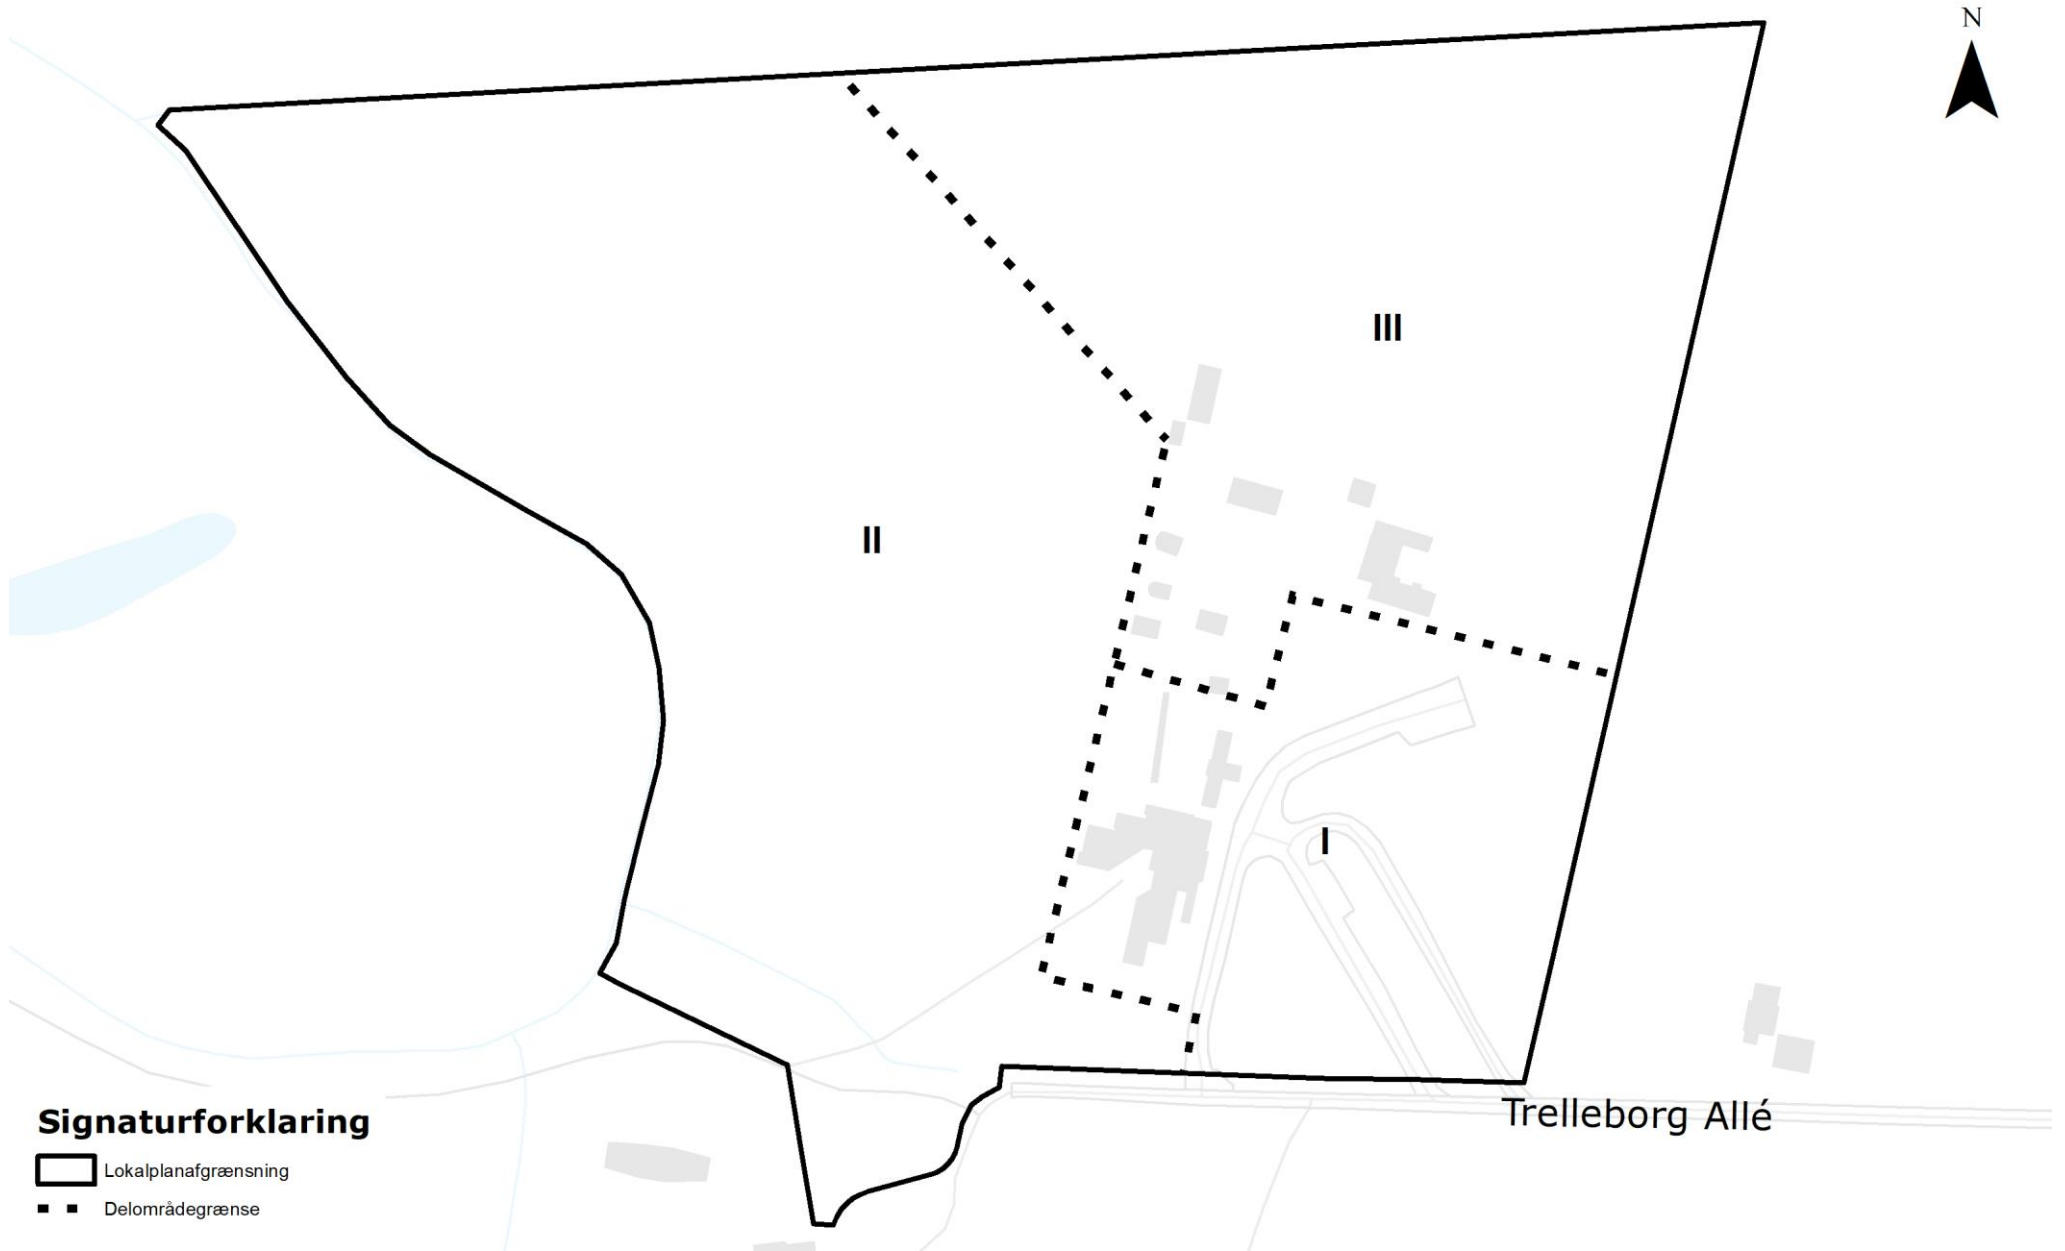 N
III
II
I
Trelleborg Allé
Signaturforklaring
Lokalplanafgrænsning
Delområdegrænse